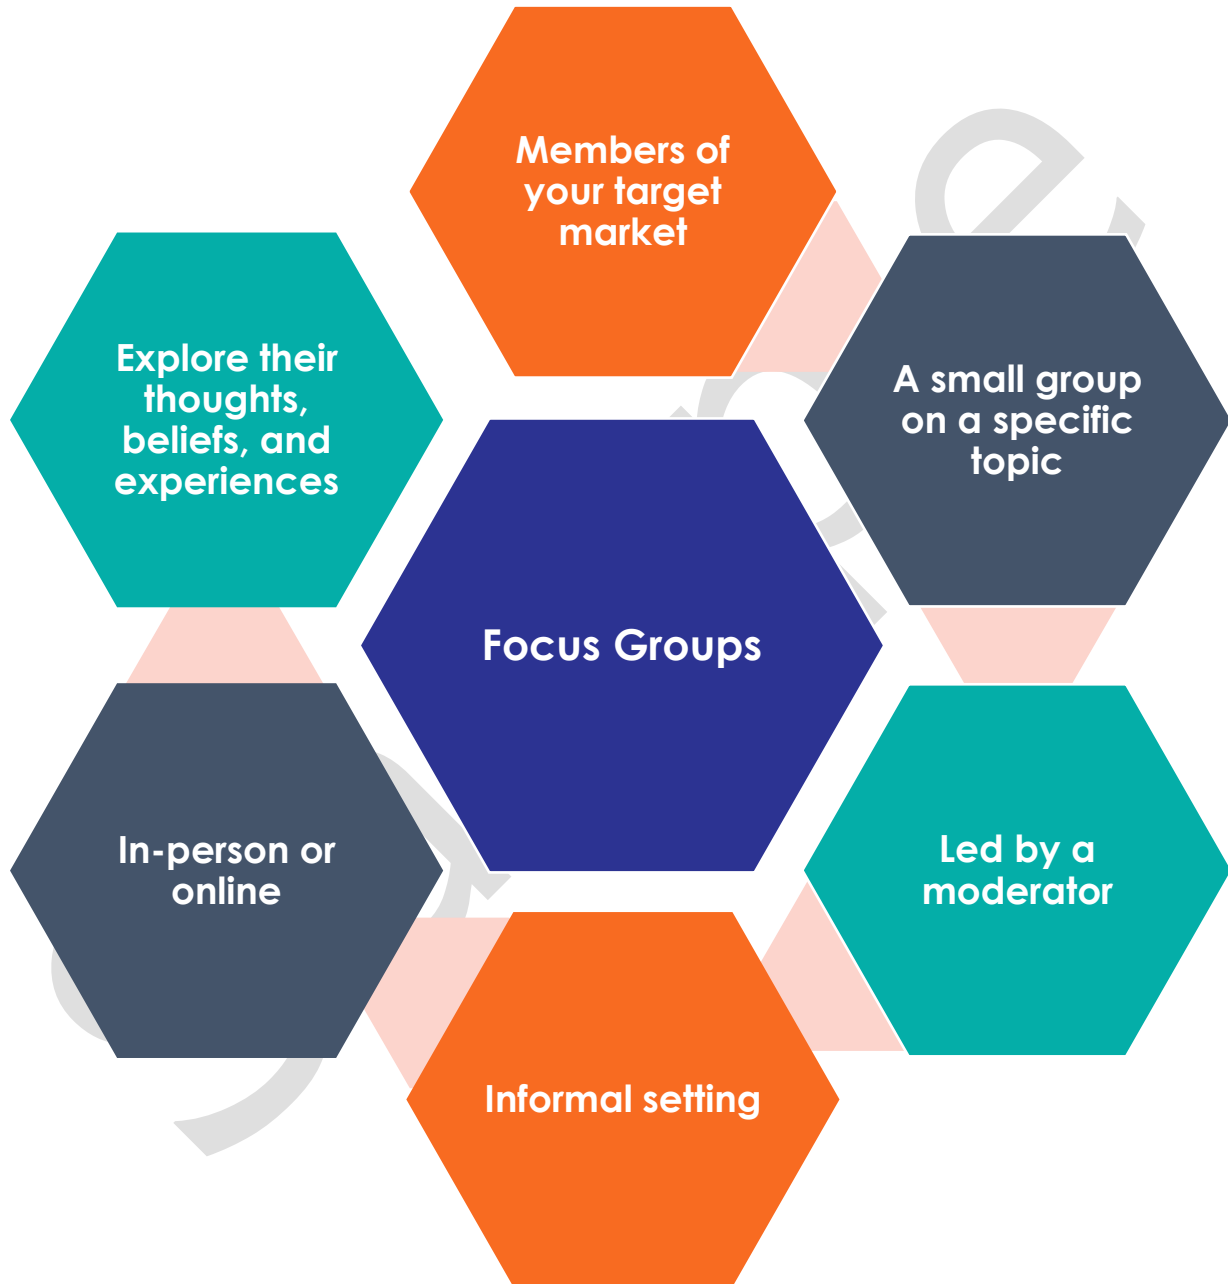 Members of
your target
market
A small group
on a specific
topic
Led by a
moderator
Informal setting
In-person or
online
Explore their
thoughts,
beliefs, and
experiences
Focus Groups